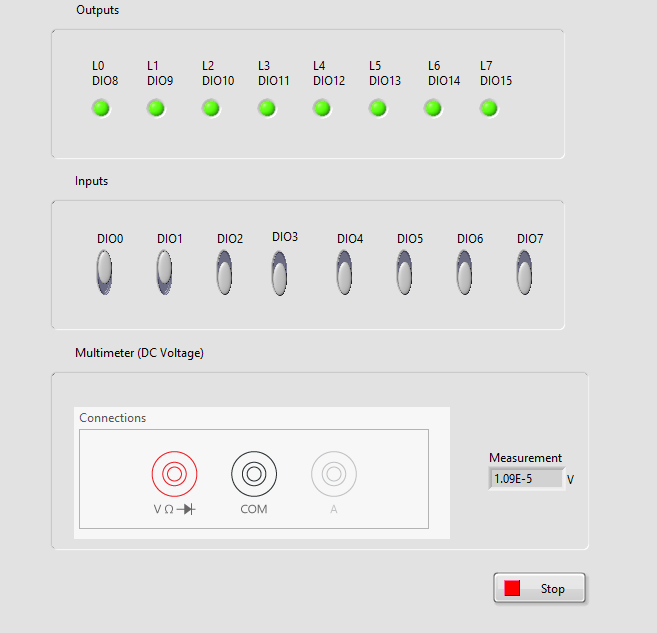 Outputs
L0 L1 L2 L3 L4 L5 L6 L7
DIO8 DIO9 DIO10 DIO11 DIO12 DIO13 DIO14 DIO15
Inputs
DIO0 DIO1 DIO2 DIO3 DIO4 DIO5 DIO6 DIO7
Multimeter (DC Voltage)
Connections
Measurement
1.09E-5 V
V Ω COM A
Stop